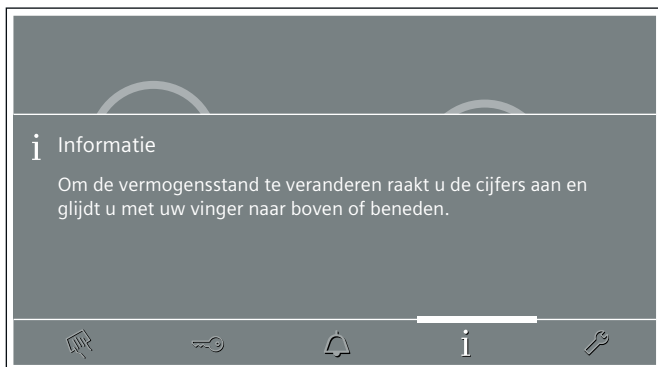 i Informatie
Om de vermogensstand te veranderen raakt u de cijfers aan en
glijdt u met uw vinger naar boven of beneden.
i